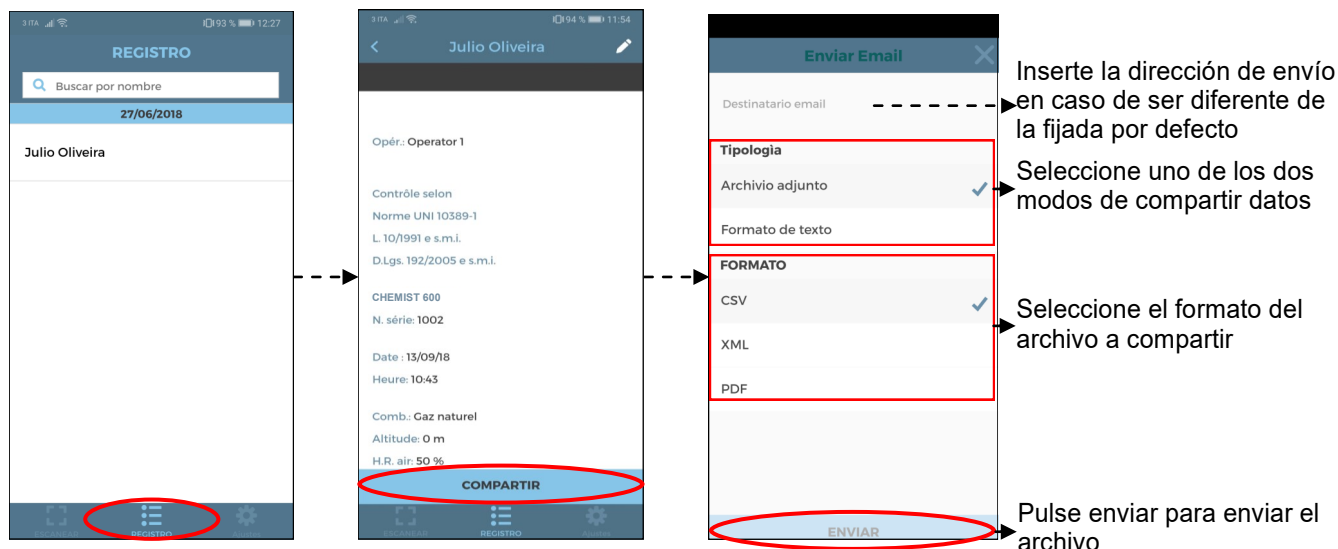 3 ITA 93 % 12:27
REGISTRO
Buscar por nombre
27/06/2018
Julio Oliveira
ESCANEAR REGISTRO Ajustes
3 ITA 94 % 11:54
Julio Oliveira
Opér.: Operator 1
Contrôle selon
Norme UNI 10389-1
L. 10/1991 e s.m.i.
D.Lgs. 192/2005 e s.m.i.
CHEMIST 600
N. série: 1002
Date : 13/09/18
Heure: 10:43
Comb.: Gaz naturel
Altitude: 0 m
H.R. air: 50 %
COMPARTIR
ESCANEAR REGISTRO Ajustes
Enviar Email
Destinatario email
Tipologìa
Archivio adjunto
Formato de texto
FORMATO
CSV
XML
PDF
ENVIAR
Inserte la dirección de envío
en caso de ser diferente de
la fijada por defecto
Seleccione uno de los dos
modos de compartir datos
Seleccione el formato del
archivo a compartir
Pulse enviar para enviar el
archivo